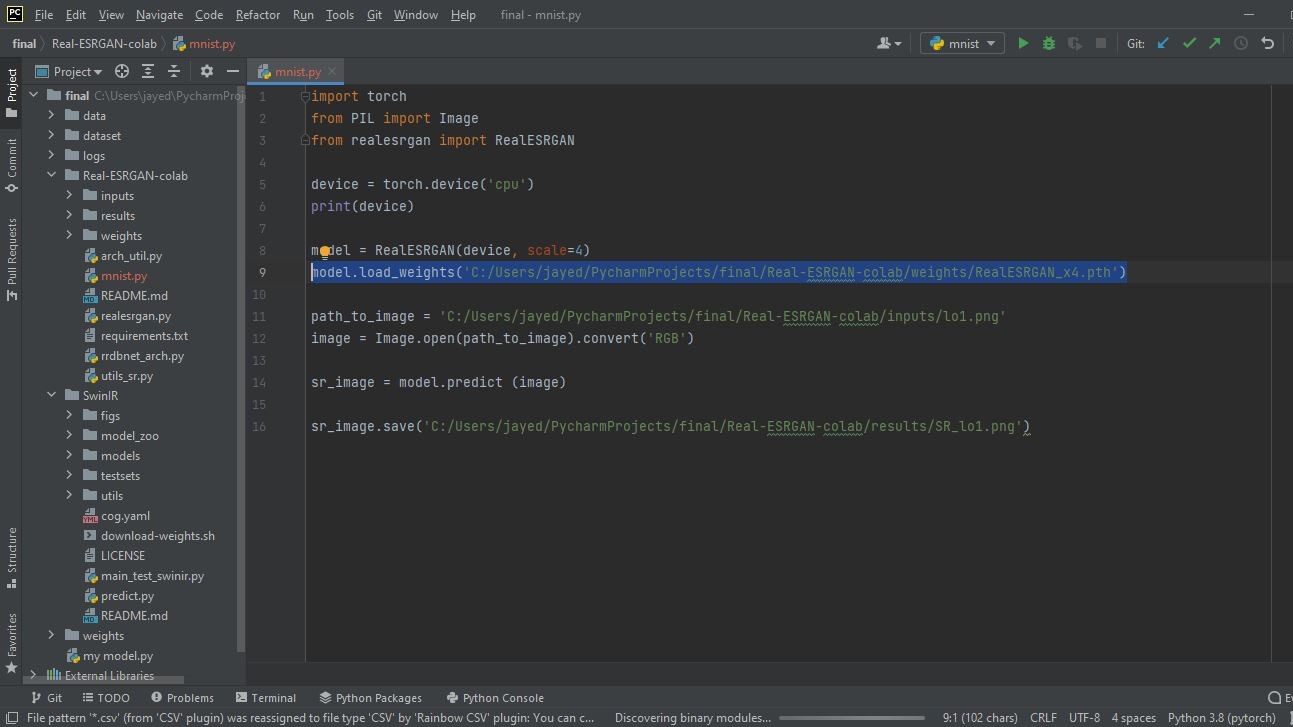 PC File Edit View Navigate Code Refactor Run Tools Git Window Help final - mnist.py
final Real-ESRGAN-colab mnist.py mnist Git:
Project Project mnist.py
final C:\Users\jayed\PycharmProj
data
dataset
logs
Real-ESRGAN-colab
inputs
results
weights
arch_util.py
mnist.py
README.md
realesrgan.py
requirements.txt
rrdbnet_arch.py
utils_sr.py
SwinIR
figs
model_zoo
models
testsets
utils
cog.yaml
download-weights.sh
LICENSE
main_test_swinir.py
predict.py
README.md
weights
my model.py
External Libraries
Commit
Pull Requests
Structure
Favorites
1 import torch
2 from PIL import Image
3 from realesrgan import RealESRGAN
4
5 device = torch.device('cpu')
6 print(device)
7
8 model = RealESRGAN(device, scale=4)
9 model.load_weights('C:/Users/jayed/PycharmProjects/final/Real-ESRGAN-colab/weights/RealESRGAN_x4.pth')
10
11 path_to_image = 'C:/Users/jayed/PycharmProjects/final/Real-ESRGAN-colab/inputs/lo1.png'
12 image = Image.open(path_to_image).convert('RGB')
13
14 sr_image = model.predict (image)
15
16 sr_image.save('C:/Users/jayed/PycharmProjects/final/Real-ESRGAN-colab/results/SR_lo1.png')
Git TODO Problems Terminal Python Packages Python Console
File pattern '*.csv' (from 'CSV' plugin) was reassigned to file type 'CSV' by 'Rainbow CSV' plugin: You can c... Discovering binary modules... 9:1 (102 chars) CRLF UTF-8 4 spaces Python 3.8 (pytorch)